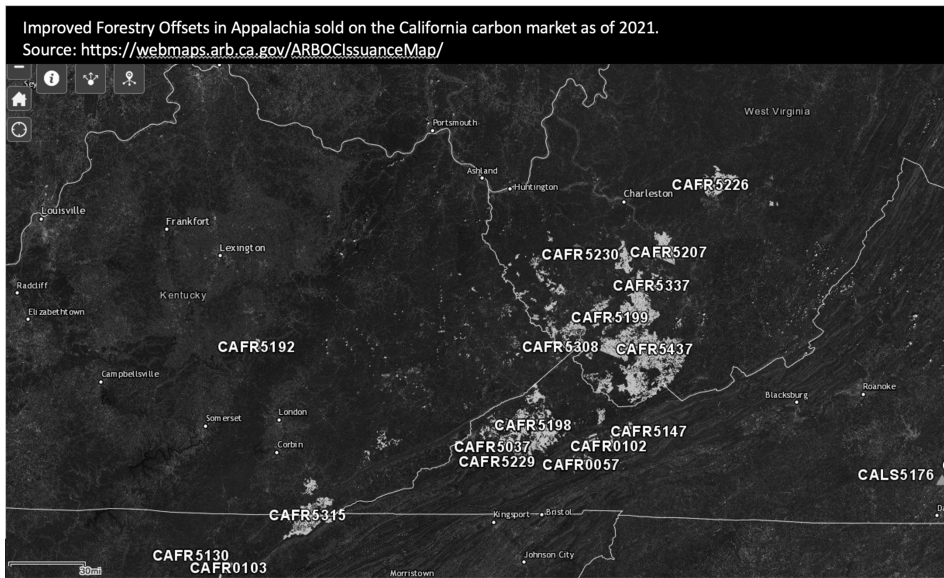 Improved Forestry Offsets in Appalachia sold on the California carbon market as of 2021.
Source: https://webmaps.arb.ca.gov/ARBOCIssuanceMap/
West Virginia
Portsmouth
Ashland
Huntington
Charleston
CAFR5226
Louisville
Frankfort
Lexington
CAFR5230
CAFR5207
Radcliff
Kentucky
CAFR5337
Elizabethtown
CAFR5199
CAFR5192
CAFR5308
CAFR5437
Campbellsville
Roanoke
Blacksburg
Somerset
London
CAFR5198
CAFR5147
Corbin
CAFR5037
CAFR0102
CAFR5229
CAFR0057
CALS5176
CAFR5315
Kingsport
Bristol
CAFR5130
Johnson City
CAFR0103
30mi
Morristown